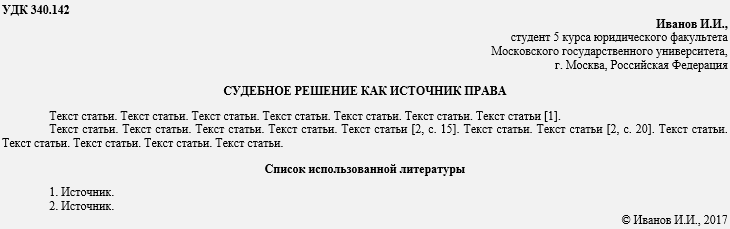 УДК 340.142
Иванов И.И.,
студент 5 курса юридического факультета
Московского государственного университета,
г. Москва, Российская Федерация
СУДЕБНОЕ РЕШЕНИЕ КАК ИСТОЧНИК ПРАВА
Текст статьи. Текст статьи. Текст статьи. Текст статьи. Текст статьи. Текст статьи. Текст статьи [1].
Текст статьи. Текст статьи. Текст статьи. Текст статьи. Текст статьи [2, с. 15]. Текст статьи. Текст статьи [2, с. 20]. Текст статьи.
Текст статьи. Текст статьи. Текст статьи. Текст статьи.
Список использованной литературы
1. Источник.
2. Источник.
© Иванов И.И., 2017